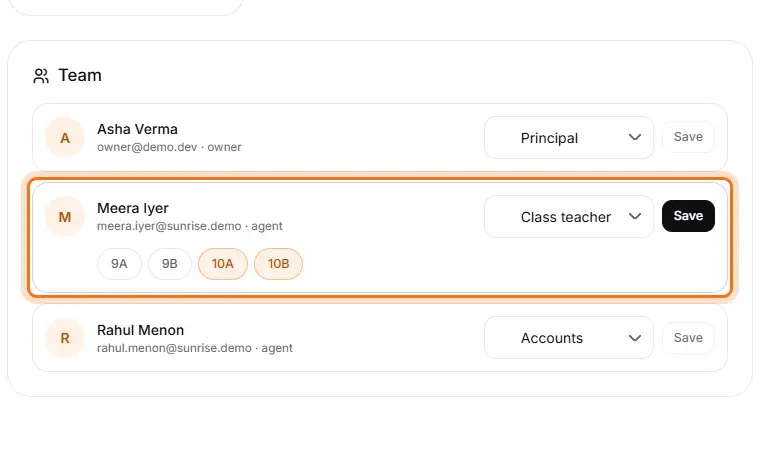 Team
A
Asha Verma
owner@demo.dev · owner
Principal
Save
M
Meera Iyer
meera.iyer@sunrise.demo · agent
Class teacher
Save
9A
9B
10A
10B
R
Rahul Menon
rahul.menon@sunrise.demo · agent
Accounts
Save